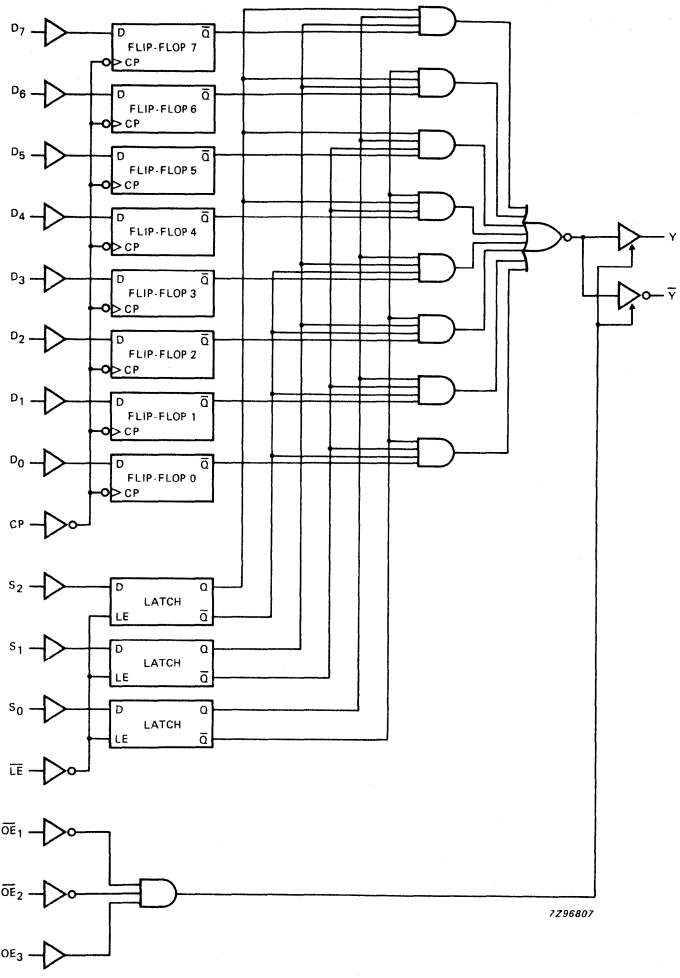 D7 D Q̅
FLIP-FLOP 7
CP
D6 D Q̅
FLIP-FLOP 6
CP
D5 D Q̅
FLIP-FLOP 5
CP
D4 D Q̅
FLIP-FLOP 4
CP
Y
D3 D Q̅
FLIP-FLOP 3
CP
Y̅
D2 D Q̅
FLIP-FLOP 2
CP
D1 D Q̅
FLIP-FLOP 1
CP
D0 D Q̅
FLIP-FLOP 0
CP
CP
S2 D Q
LATCH
LE Q̅
S1 D Q
LATCH
LE Q̅
S0 D Q
LATCH
LE Q̅
L̅E̅
O̅E̅1
O̅E̅2
7Z96807
OE3